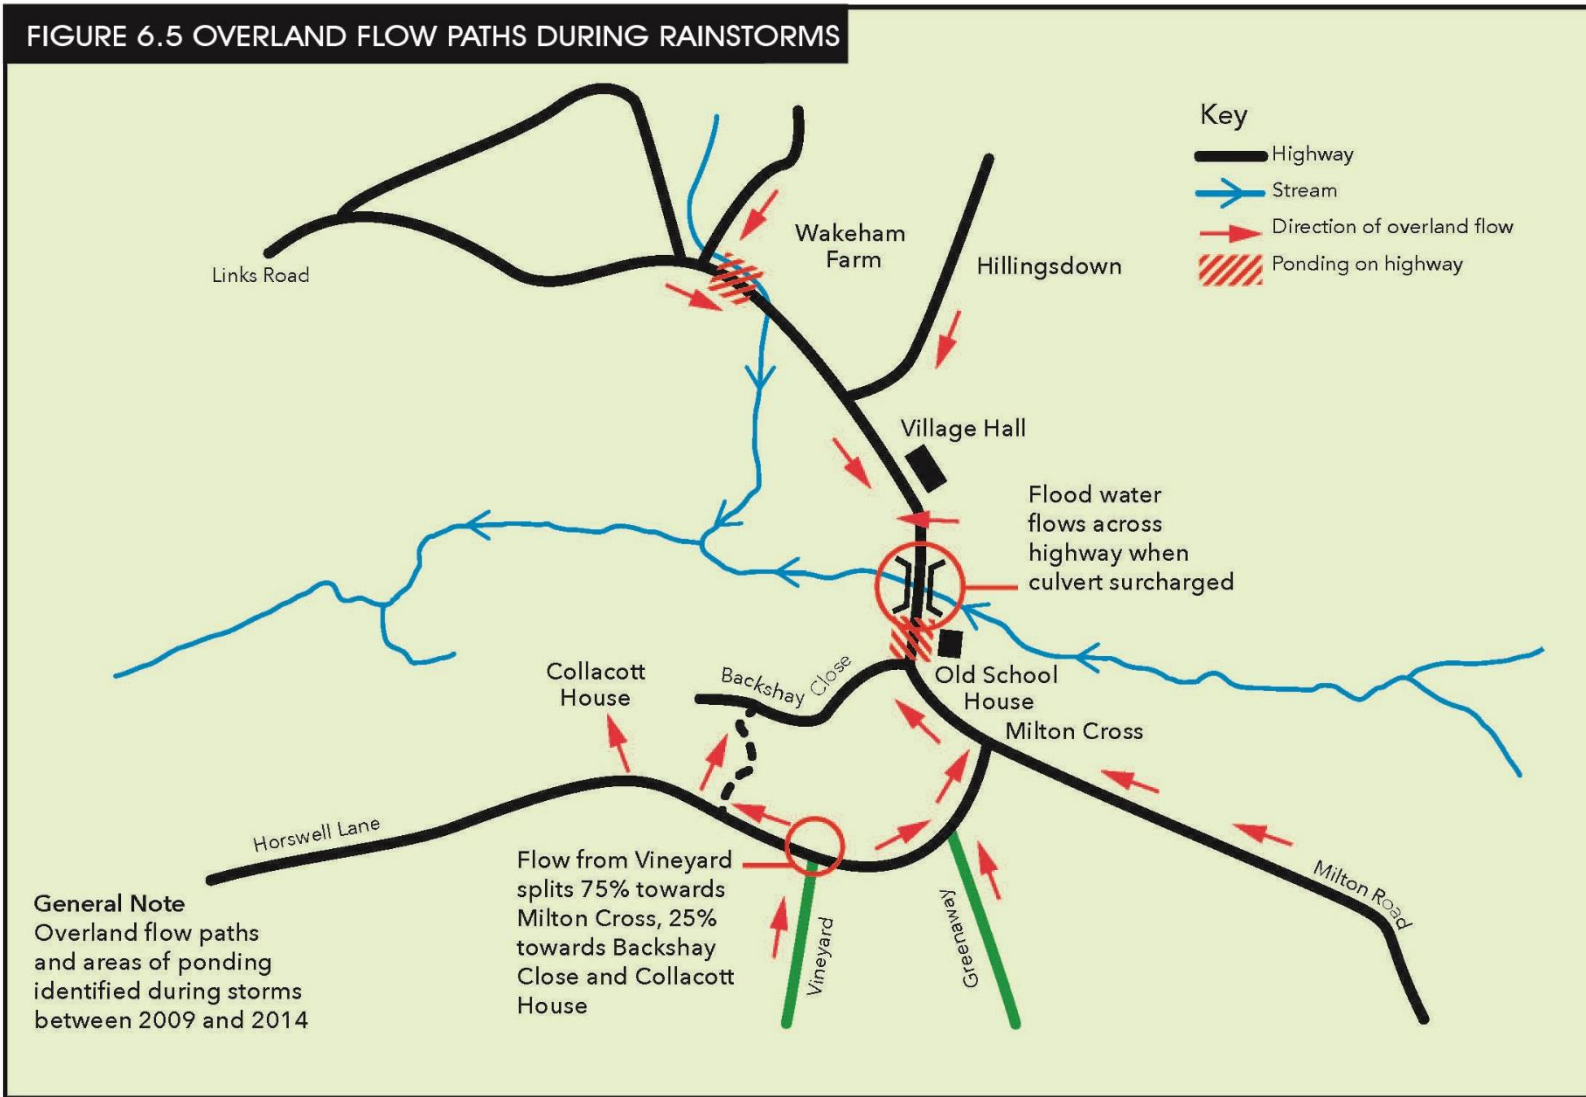 FIGURE 6.5 OVERLAND FLOW PATHS DURING RAINSTORMS
Key
Highway
Stream
Direction of overland flow
Ponding on highway
Wakeham
Farm
Hillingsdown
Links Road
Village Hall
Flood water
flows across
highway when
culvert surcharged
Collacott
House
Backshay Close
Old School
House
Milton Cross
Horswell Lane
Milton Road
Flow from Vineyard
splits 75% towards
Milton Cross, 25%
towards Backshay
Close and Collacott
House
Vineyard
Greenaway
General Note
Overland flow paths
and areas of ponding
identified during storms
between 2009 and 2014